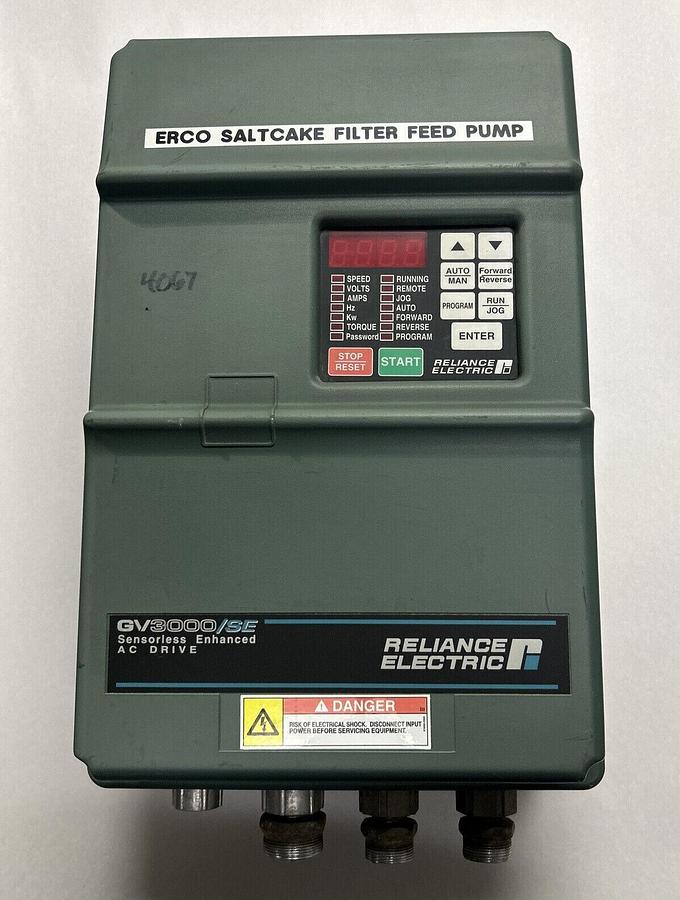 ERCO SALTCAKE FILTER FEED PUMP
4067
SPEED RUNNING
VOLTS REMOTE
AMPS JOG
Hz AUTO
Kw FORWARD
TORQUE REVERSE
Password PROGRAM
AUTO
MAN
Forward
Reverse
PROGRAM
RUN
JOG
ENTER
STOP
RESET
START
RELIANCE
ELECTRIC
GV3000/SE
Sensorless Enhanced
AC DRIVE
RELIANCE
ELECTRIC
DANGER
RISK OF ELECTRICAL SHOCK. DISCONNECT INPUT
POWER BEFORE SERVICING EQUIPMENT.